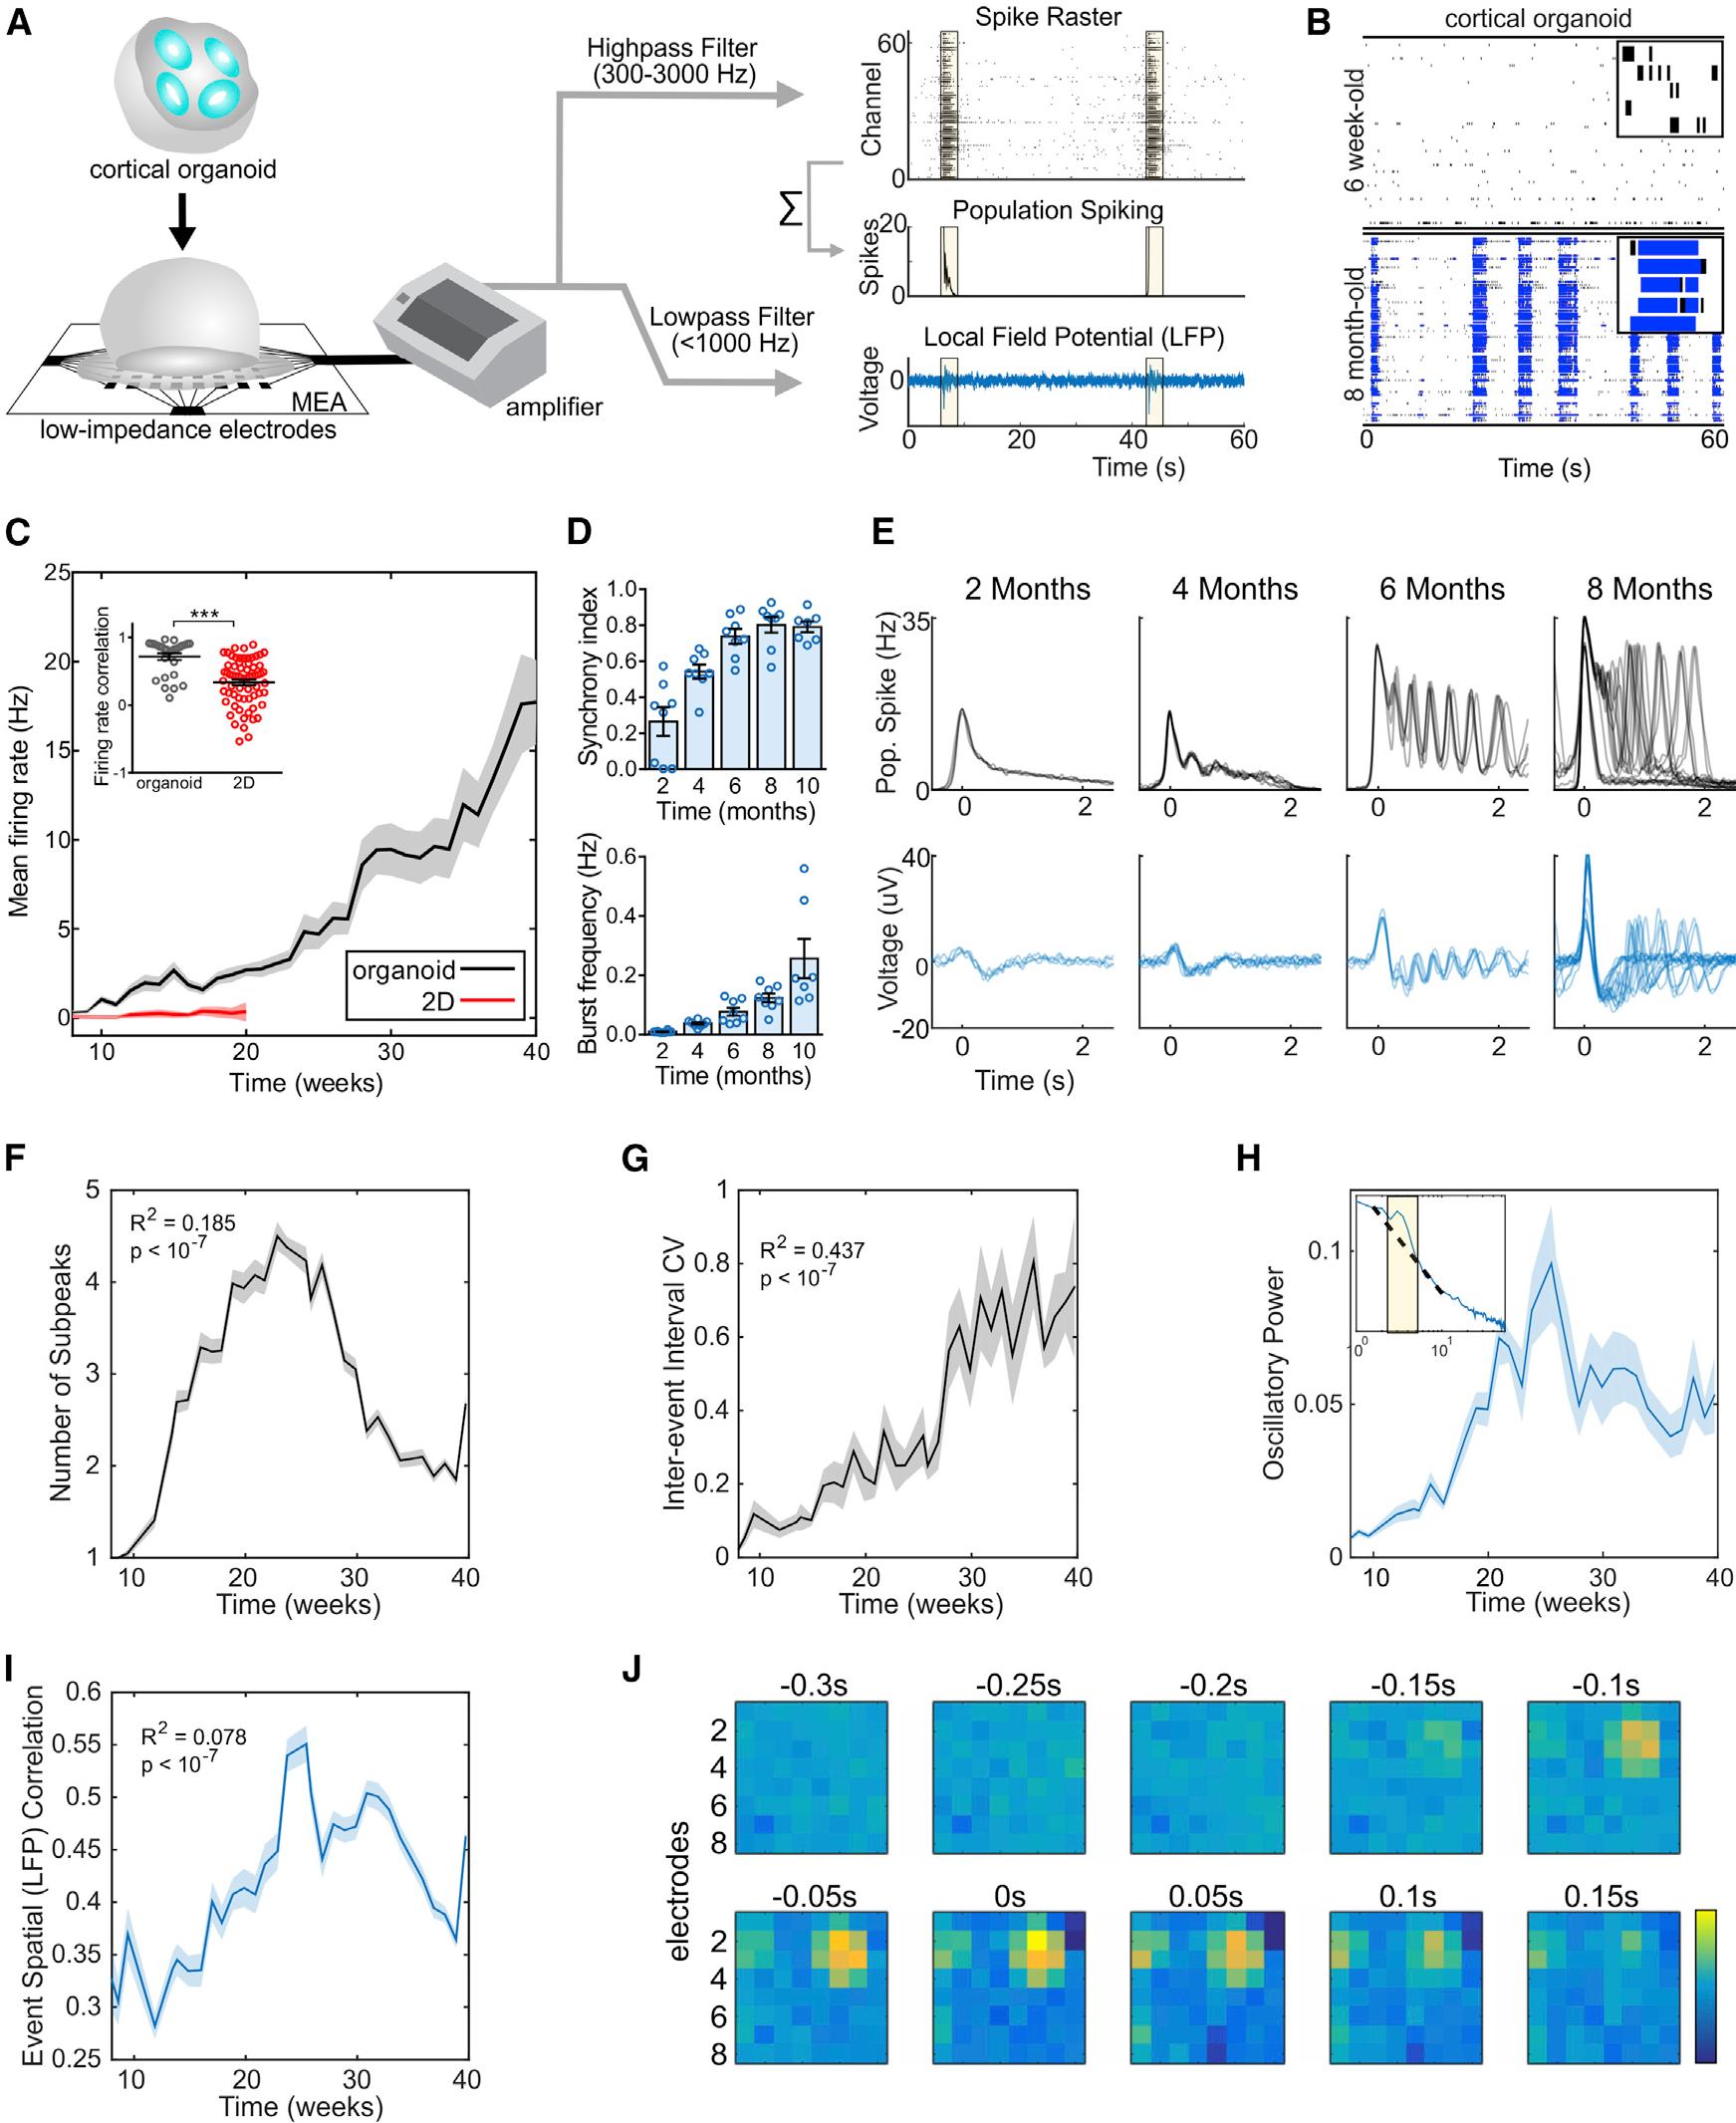 A
cortical organoid
MEA
low-impedance electrodes
amplifier
Highpass Filter
(300-3000 Hz)
Lowpass Filter
(<1000 Hz)
Σ
Spike Raster
Channel
60
0
Population Spiking
Spikes
20
0
Local Field Potential (LFP)
Voltage
0
0 20 40 60
Time (s)
B
cortical organoid
6 week-old
8 month-old
0 60
Time (s)
C
Mean firing rate (Hz)
25
20
15
10
5
0
10 20 30 40
Time (weeks)
Firing rate correlation
1
0
-1
***
organoid 2D
organoid
2D
D
Synchrony index
1.0
0.8
0.6
0.4
0.2
0.0
2 4 6 8 10
Time (months)
Burst frequency (Hz)
0.6
0.4
0.2
0.0
2 4 6 8 10
Time (months)
E
2 Months 4 Months 6 Months 8 Months
Pop. Spike (Hz)
35
0
0 2 0 2 0 2 0 2
Voltage (uV)
40
0
-20
0 2 0 2 0 2 0 2
Time (s)
F
Number of Subpeaks
5
4
3
2
1
R2 = 0.185
p < 10-7
10 20 30 40
Time (weeks)
G
Inter-event Interval CV
1
0.8
0.6
0.4
0.2
0
R2 = 0.437
p < 10-7
10 20 30 40
Time (weeks)
H
Oscillatory Power
0.1
0.05
0
100 101
10 20 30 40
Time (weeks)
I
Event Spatial (LFP) Correlation
0.6
0.55
0.5
0.45
0.4
0.35
0.3
0.25
R2 = 0.078
p < 10-7
10 20 30 40
Time (weeks)
J
electrodes
-0.3s -0.25s -0.2s -0.15s -0.1s
2
4
6
8
-0.05s 0s 0.05s 0.1s 0.15s
2
4
6
8